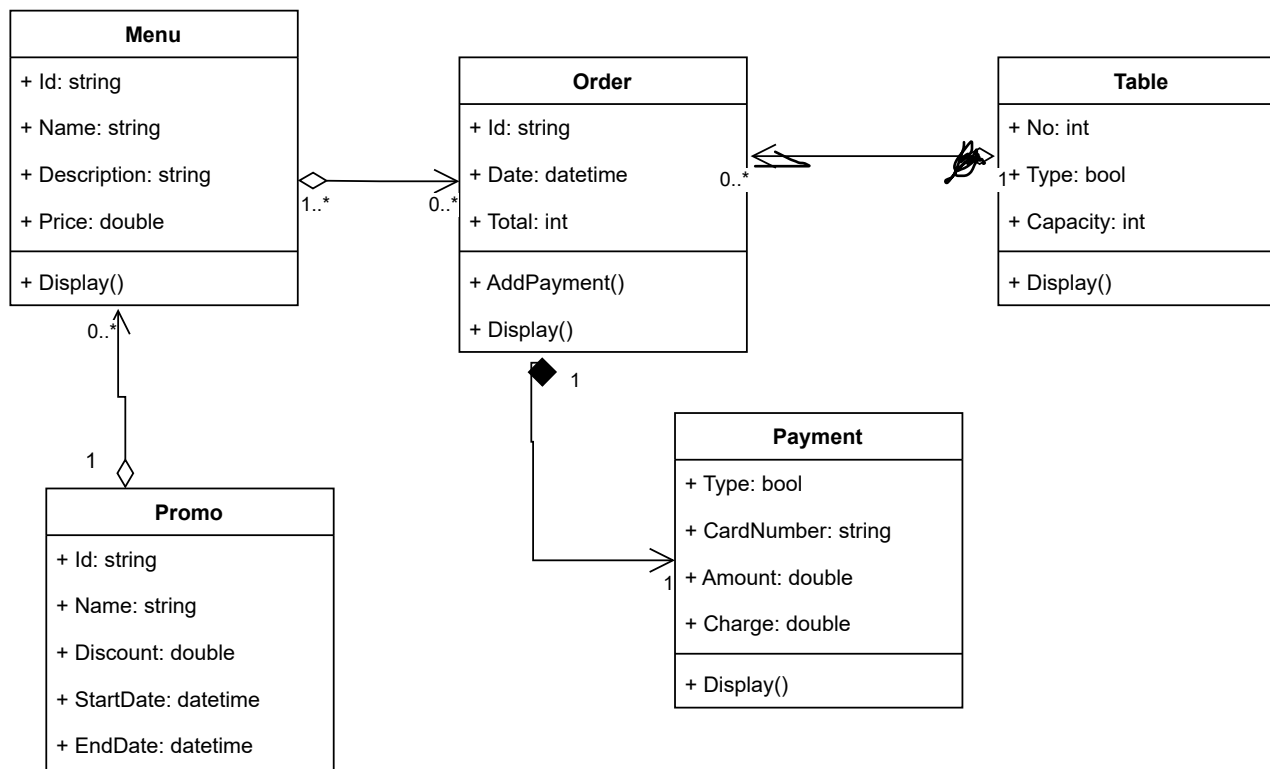 Menu
+ Id: string
+ Name: string
+ Description: string
+ Price: double
+ Display()
1..*
0..*
Order
+ Id: string
+ Date: datetime
+ Total: int
+ AddPayment()
+ Display()
0..*
1
Table
+ No: int
+ Type: bool
+ Capacity: int
+ Display()
0..*
1
Promo
+ Id: string
+ Name: string
+ Discount: double
+ StartDate: datetime
+ EndDate: datetime
1
1
Payment
+ Type: bool
+ CardNumber: string
+ Amount: double
+ Charge: double
+ Display()